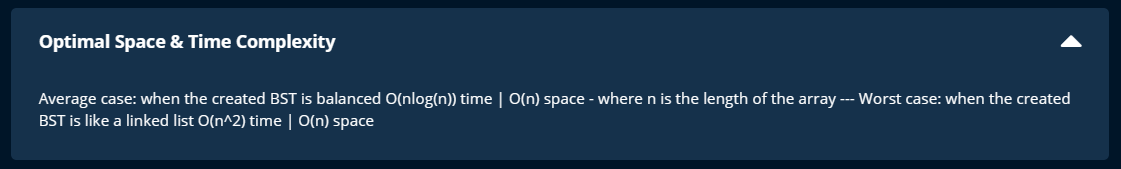 Optimal Space & Time Complexity
Average case: when the created BST is balanced O(nlog(n)) time | O(n) space - where n is the length of the array --- Worst case: when the created
BST is like a linked list O(n^2) time | O(n) space